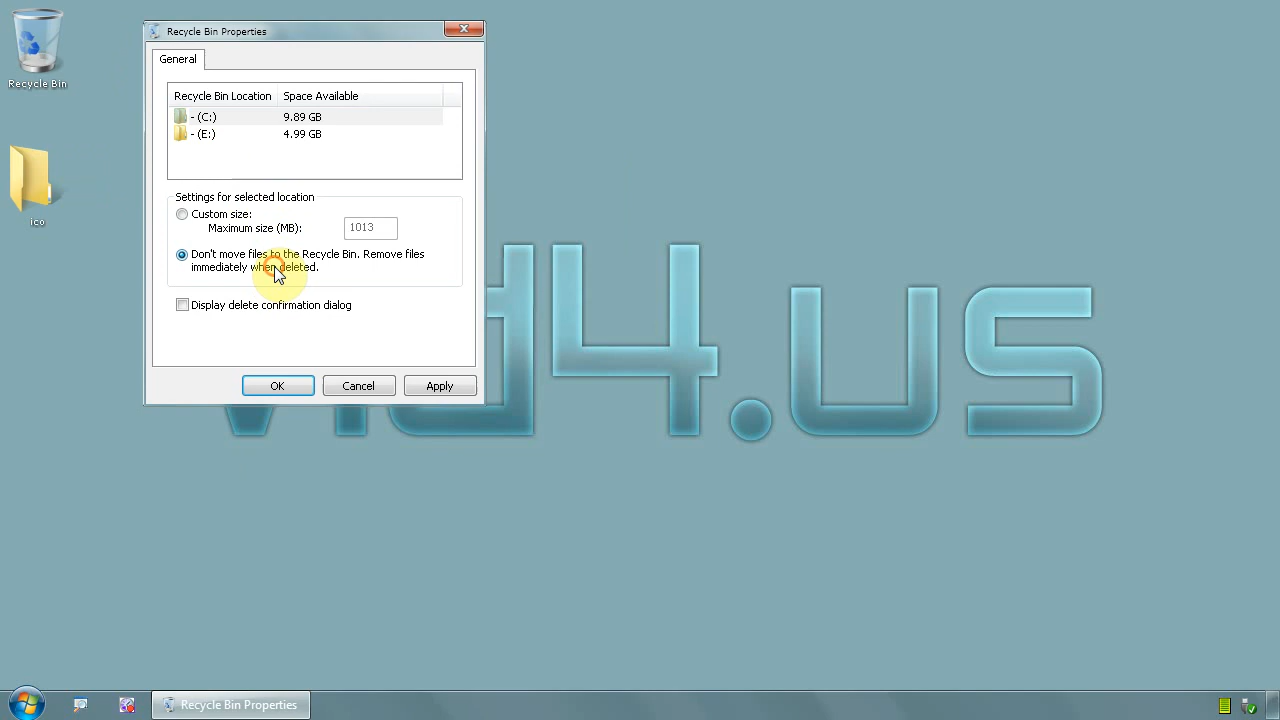 Recycle Bin
ico
Recycle Bin Properties
General
Recycle Bin Location Space Available
- (C:) 9.89 GB
- (E:) 4.99 GB
Settings for selected location
Custom size:
Maximum size (MB): 1013
Don't move files to the Recycle Bin. Remove files
immediately when deleted.
Display delete confirmation dialog
OK Cancel Apply
vid4.us
Recycle Bin Properties